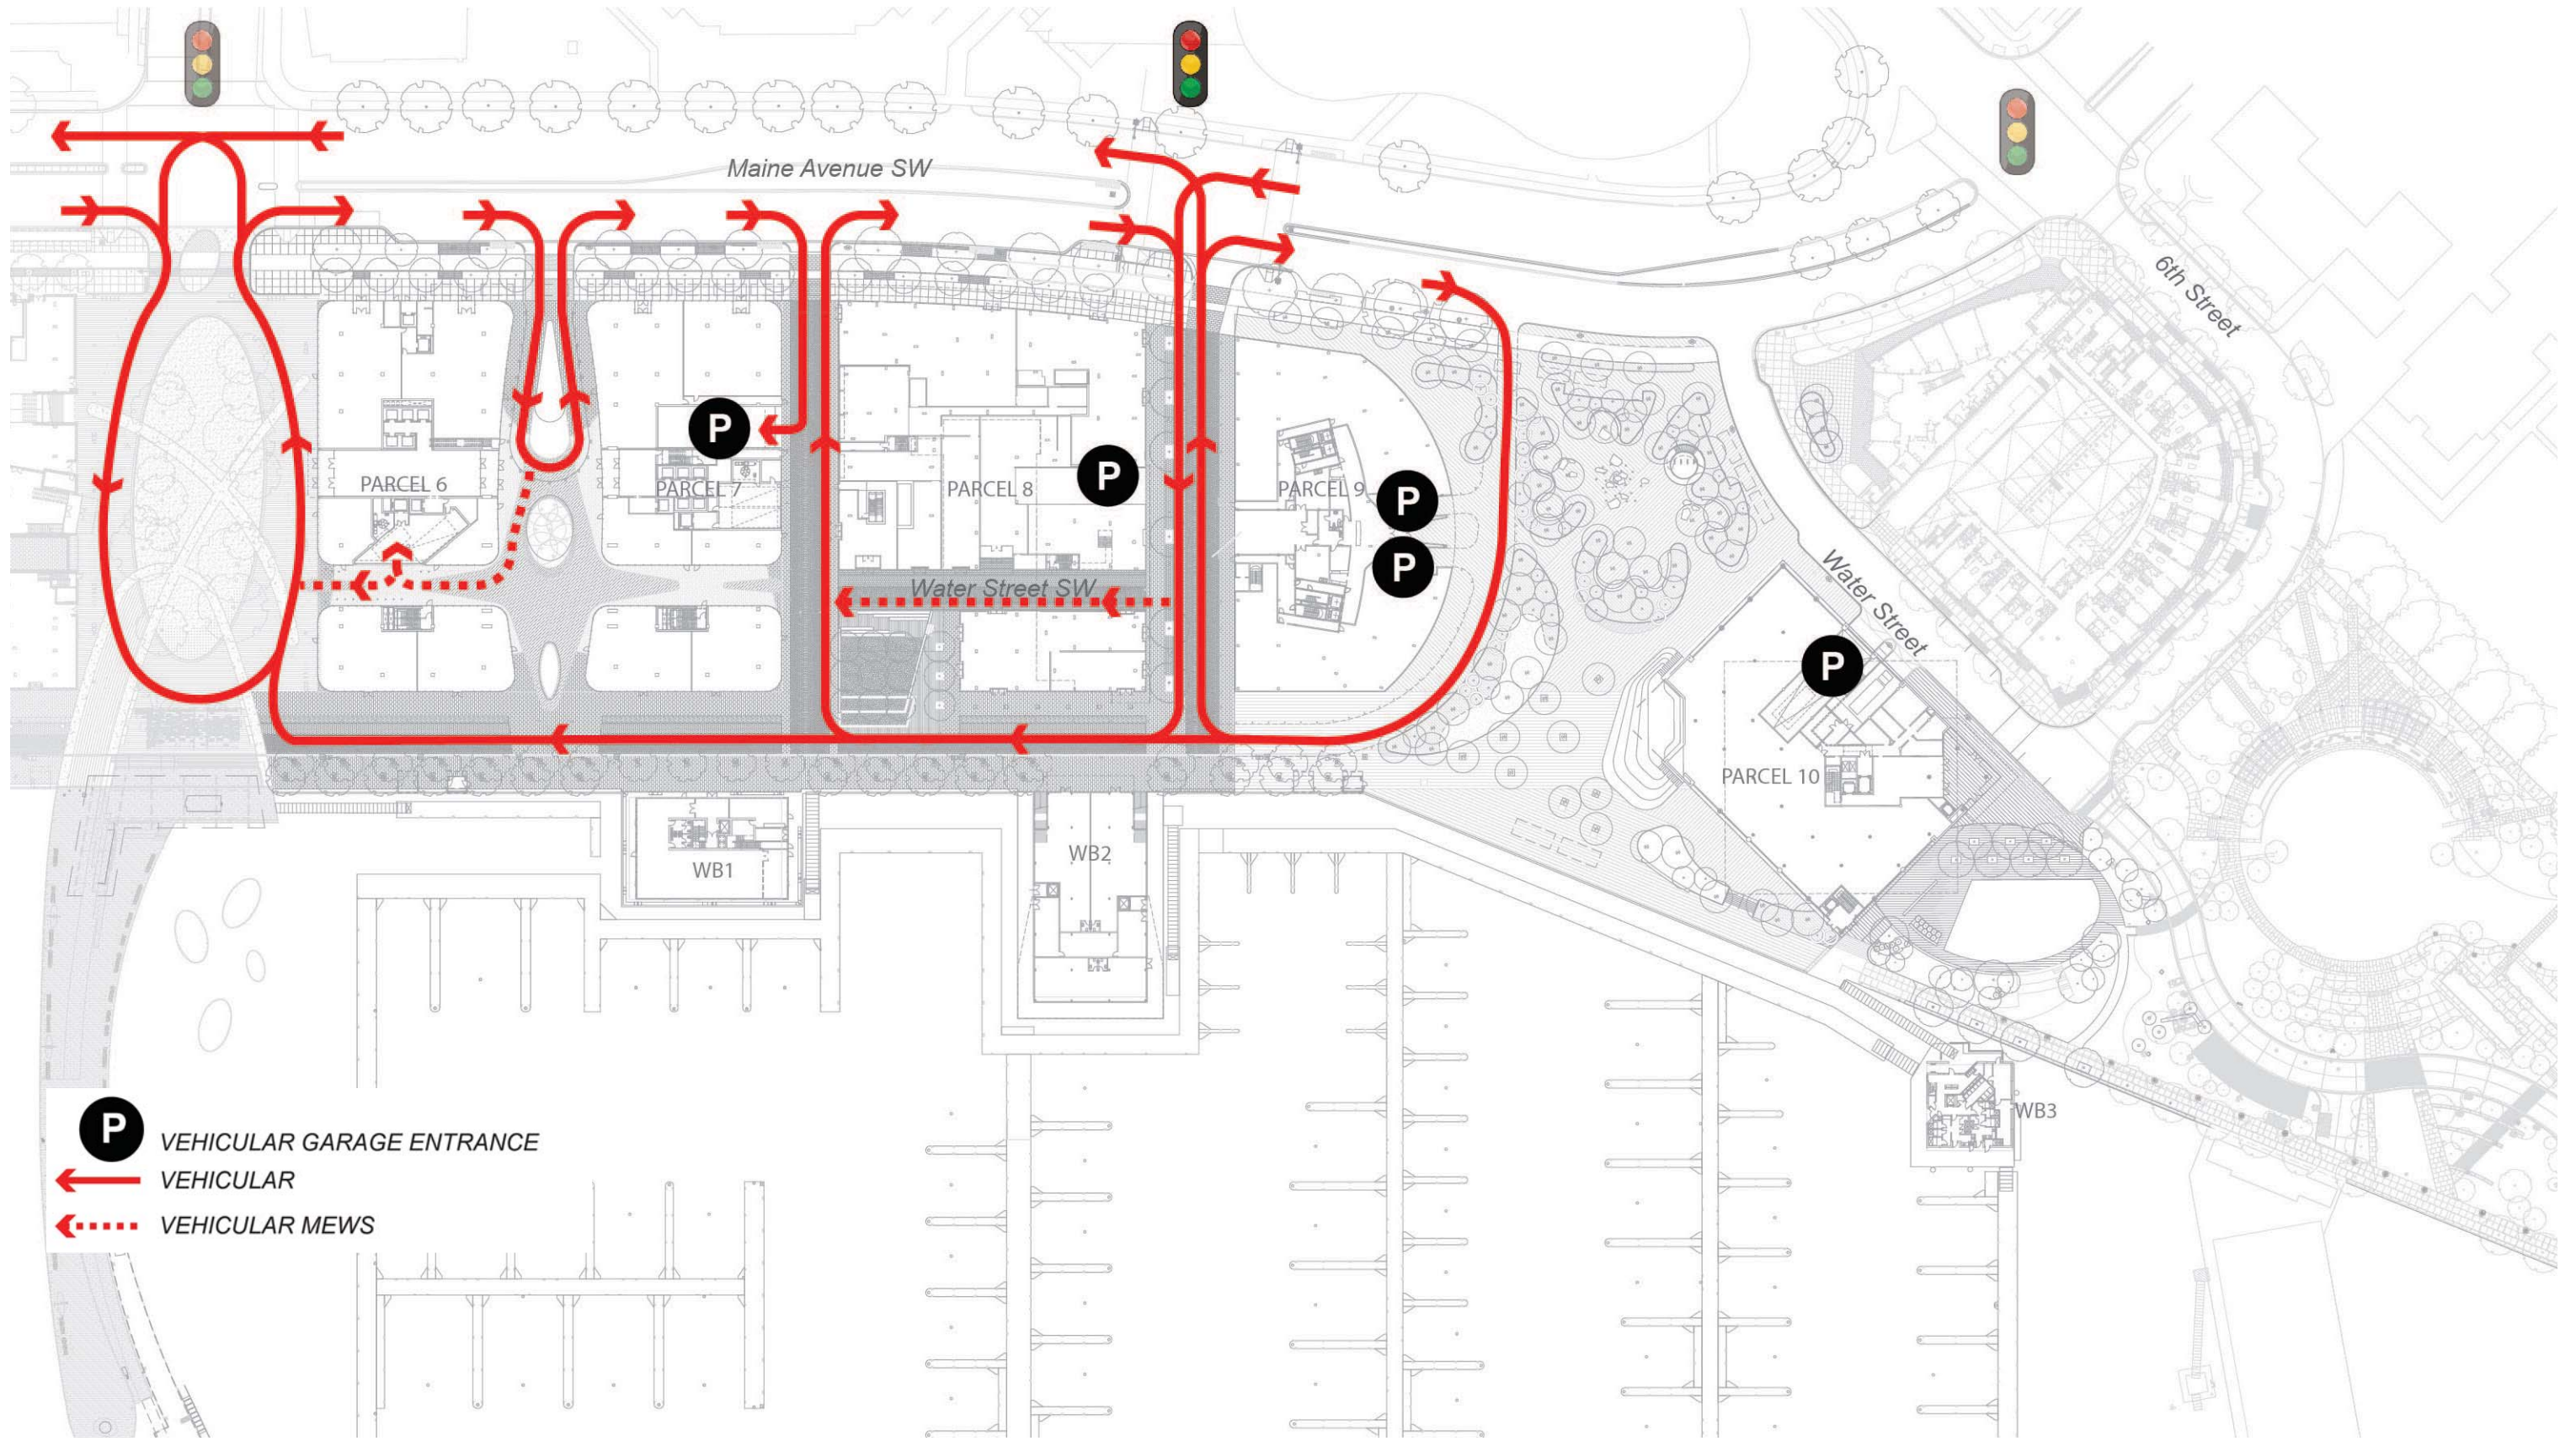 Maine Avenue SW
6th Street
P
PARCEL 6
PARCEL 7
P
PARCEL 8
P
PARCEL 9
P
P
Water Street SW
Water Street
P
PARCEL 10
WB1
WB2
WB3
P VEHICULAR GARAGE ENTRANCE
VEHICULAR
VEHICULAR MEWS